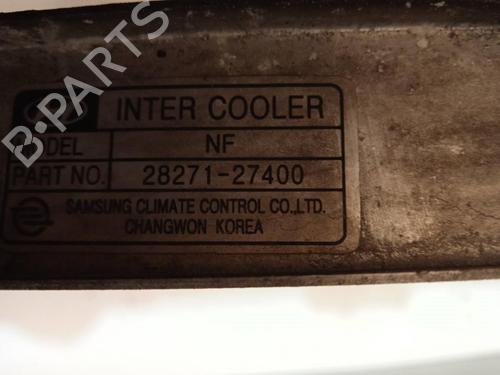 INTER COOLER
MODEL NF
PART NO. 28271-27400
SAMSUNG CLIMATE CONTROL CO.,LTD.
CHANGWON KOREA
B-PARTS